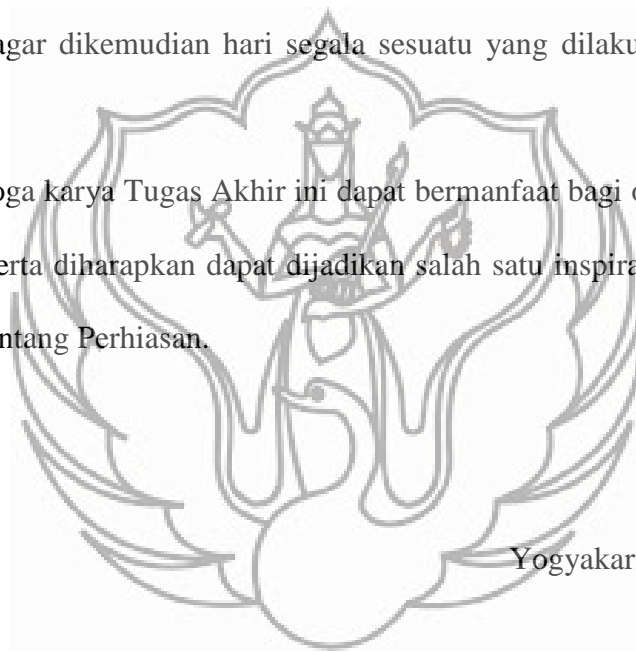 agar dikemudian hari segala sesuatu yang dilaku
oga karya Tugas Akhir ini dapat bermanfaat bagi
erta diharapkan dapat dijadikan salah satu inspira
ntang Perhiasan.
Yogyakar